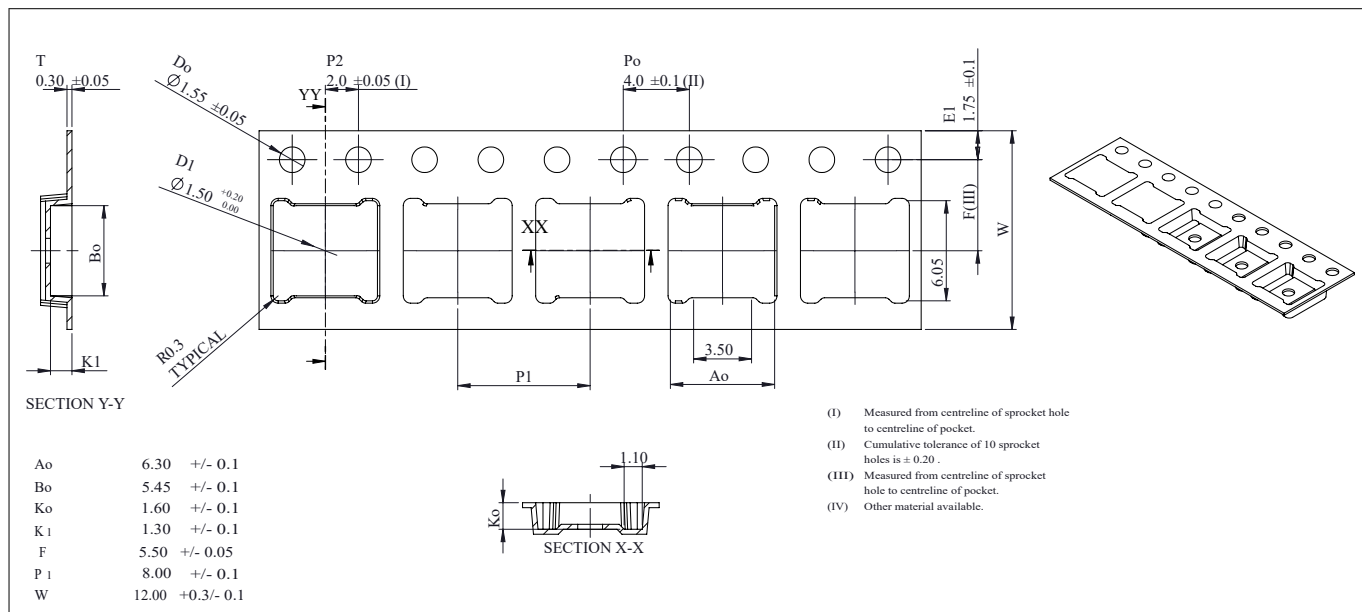 T
0.30 ±0.05
Do
Ø1.55 ±0.05
P2
2.0 ±0.05 (I)
YY
Po
4.0 ±0.1 (II)
E1
1.75 ±0.1
D1
Ø1.50 +0.20
0.00
F(III)
W
XX
Bo
6.05
R0.3
TYPICAL
K1
3.50
P1
Ao
SECTION Y-Y
(I) Measured from centreline of sprocket hole
to centreline of pocket.
(II) Cumulative tolerance of 10 sprocket
holes is ± 0.20 .
(III) Measured from centreline of sprocket
hole to centreline of pocket.
(IV) Other material available.
Ao 6.30 +/- 0.1
Bo 5.45 +/- 0.1
Ko 1.60 +/- 0.1
K1 1.30 +/- 0.1
F 5.50 +/- 0.05
P1 8.00 +/- 0.1
W 12.00 +0.3/- 0.1
1.10
Ko
SECTION X-X